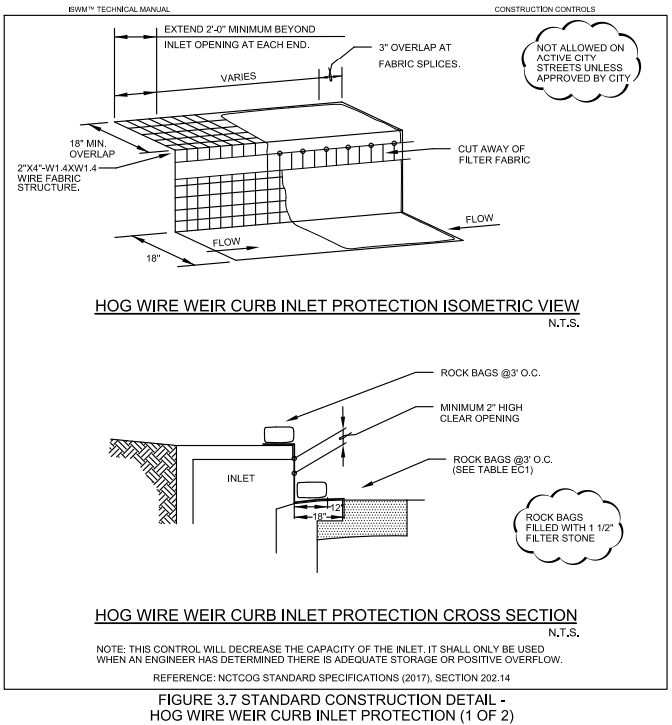 ISWM™ TECHNICAL MANUAL
CONSTRUCTION CONTROLS
EXTEND 2'-0" MINIMUM BEYOND
INLET OPENING AT EACH END.
3" OVERLAP AT
FABRIC SPLICES.
NOT ALLOWED ON
ACTIVE CITY
STREETS UNLESS
APPROVED BY CITY
VARIES
18" MIN.
OVERLAP
2"X4"-W1.4XW1.4
WIRE FABRIC
STRUCTURE.
CUT AWAY OF
FILTER FABRIC
FLOW
FLOW
18"
HOG WIRE WEIR CURB INLET PROTECTION ISOMETRIC VIEW
N.T.S.
ROCK BAGS @3' O.C.
MINIMUM 2" HIGH
CLEAR OPENING
ROCK BAGS @3' O.C.
(SEE TABLE EC1)
INLET
12"
18"
ROCK BAGS
FILLED WITH 1 1/2"
FILTER STONE
HOG WIRE WEIR CURB INLET PROTECTION CROSS SECTION
N.T.S.
NOTE: THIS CONTROL WILL DECREASE THE CAPACITY OF THE INLET. IT SHALL ONLY BE USED
WHEN AN ENGINEER HAS DETERMINED THERE IS ADEQUATE STORAGE OR POSITIVE OVERFLOW.
REFERENCE: NCTCOG STANDARD SPECIFICATIONS (2017), SECTION 202.14
FIGURE 3.7 STANDARD CONSTRUCTION DETAIL -
HOG WIRE WEIR CURB INLET PROTECTION (1 OF 2)